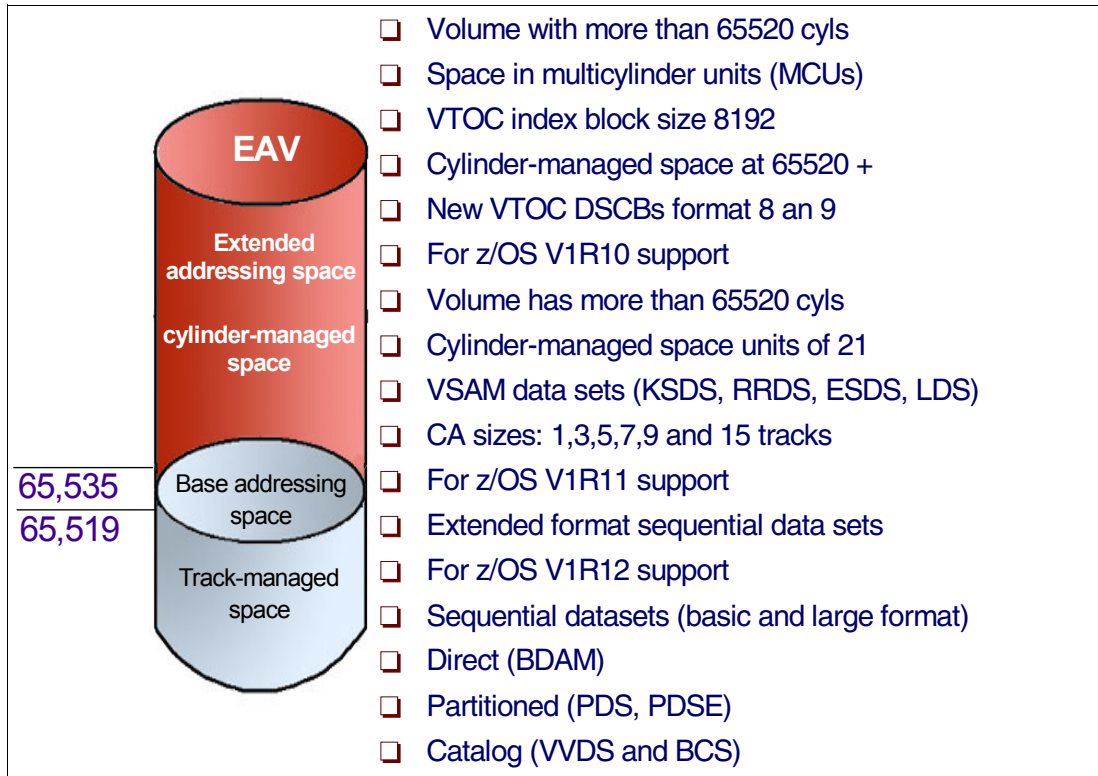 EAV
Extended
addressing space
cylinder-managed
space
65,535
65,519
Base addressing
space
Track-managed
space
❏ Volume with more than 65520 cyls
❏ Space in multicylinder units (MCUs)
❏ VTOC index block size 8192
❏ Cylinder-managed space at 65520 +
❏ New VTOC DSCBs format 8 an 9
❏ For z/OS V1R10 support
❏ Volume has more than 65520 cyls
❏ Cylinder-managed space units of 21
❏ VSAM data sets (KSDS, RRDS, ESDS, LDS)
❏ CA sizes: 1,3,5,7,9 and 15 tracks
❏ For z/OS V1R11 support
❏ Extended format sequential data sets
❏ For z/OS V1R12 support
❏ Sequential datasets (basic and large format)
❏ Direct (BDAM)
❏ Partitioned (PDS, PDSE)
❏ Catalog (VVDS and BCS)